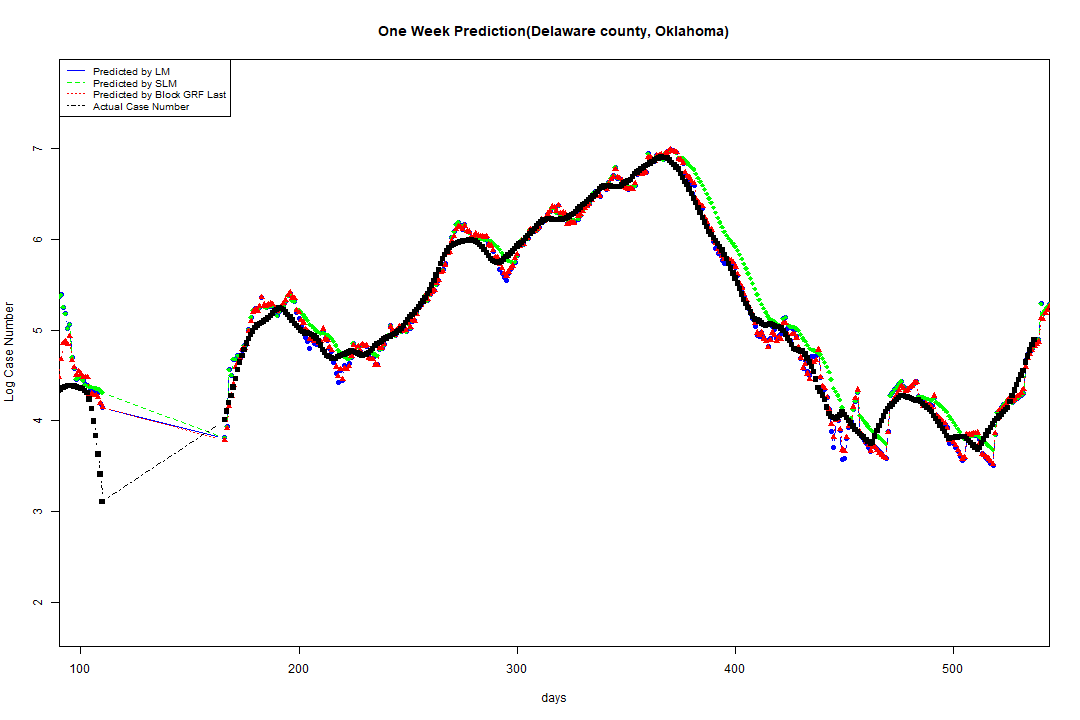 One Week Prediction(Delaware county, Oklahoma)
Predicted by LM
Predicted by SLM
Predicted by Block GRF Last
Actual Case Number
7
6
5
4
3
2
Log Case Number
100 200 300 400 500
days